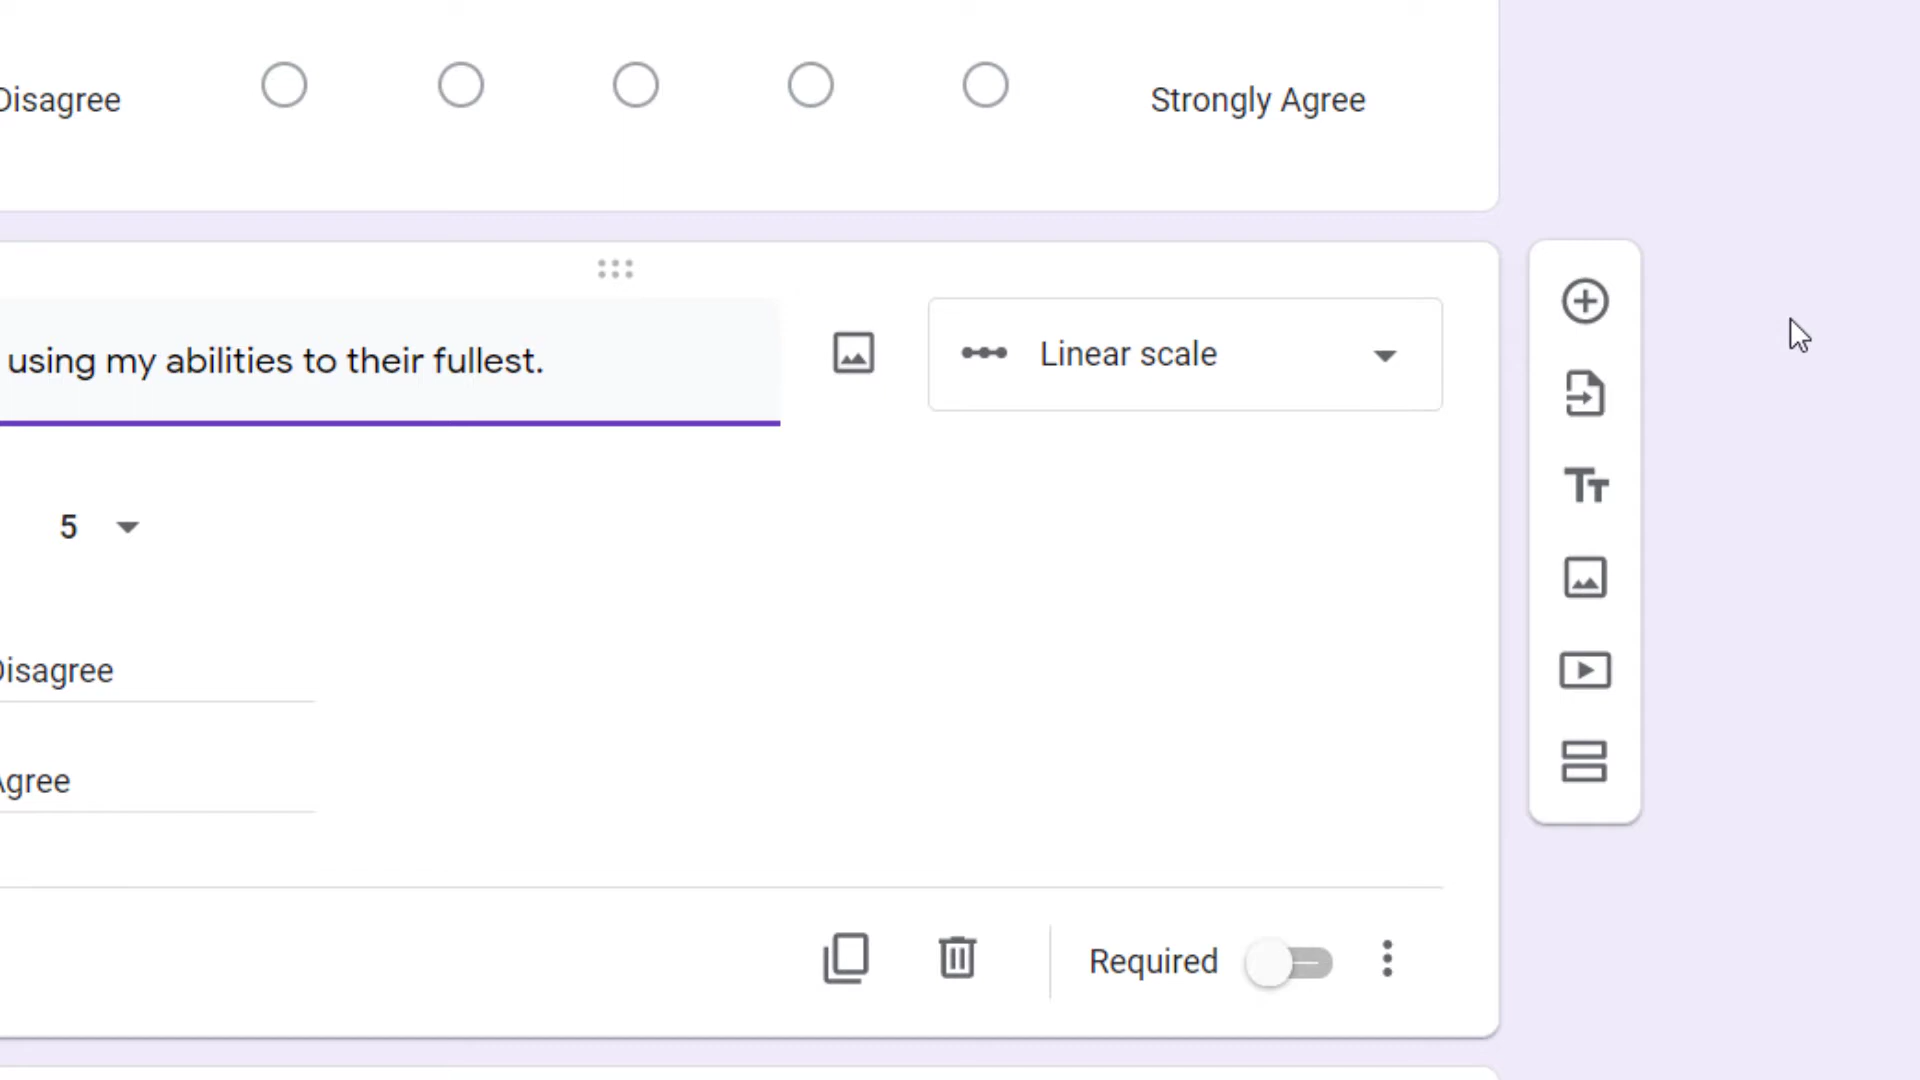 Disagree
Strongly Agree
using my abilities to their fullest.
Linear scale
5
Disagree
Agree
Required